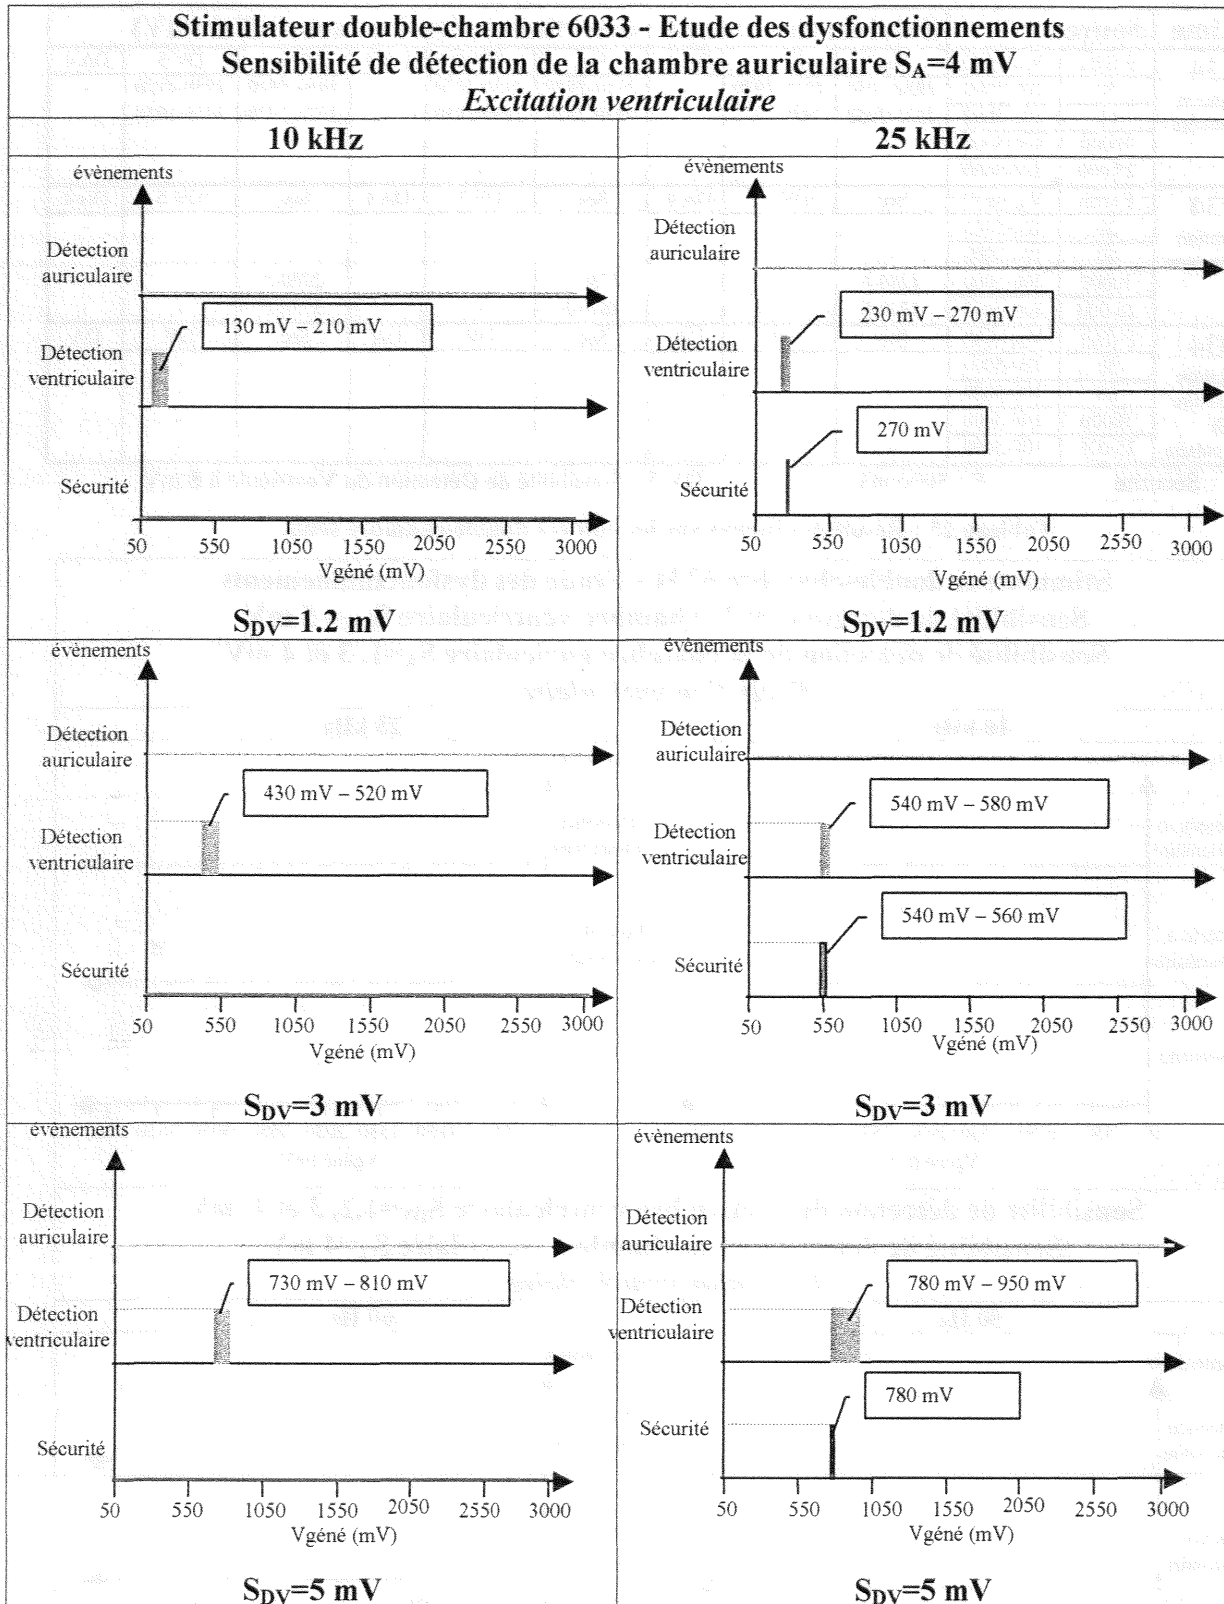 Stimulateur double-chambre 6033 - Etude des dysfonctionnements
Sensibilité de détection de la chambre auriculaire S_A=4 mV
Excitation ventriculaire
10 kHz
25 kHz
évènements
Détection
auriculaire
130 mV – 210 mV
Détection
ventriculaire
Sécurité
50 550 1050 1550 2050 2550 3000
Vgéné (mV)
S_DV=1.2 mV
évènements
Détection
auriculaire
230 mV – 270 mV
Détection
ventriculaire
270 mV
Sécurité
50 550 1050 1550 2050 2550 3000
Vgéné (mV)
S_DV=1.2 mV
évènements
Détection
auriculaire
430 mV – 520 mV
Détection
ventriculaire
Sécurité
50 550 1050 1550 2050 2550 3000
Vgéné (mV)
S_DV=3 mV
évènements
Détection
auriculaire
540 mV – 580 mV
Détection
ventriculaire
540 mV – 560 mV
Sécurité
50 550 1050 1550 2050 2550 3000
Vgéné (mV)
S_DV=3 mV
évènements
Détection
auriculaire
730 mV – 810 mV
Détection
ventriculaire
Sécurité
50 550 1050 1550 2050 2550 3000
Vgéné (mV)
S_DV=5 mV
évènements
Détection
auriculaire
780 mV – 950 mV
Détection
ventriculaire
780 mV
Sécurité
50 550 1050 1550 2050 2550 3000
Vgéné (mV)
S_DV=5 mV